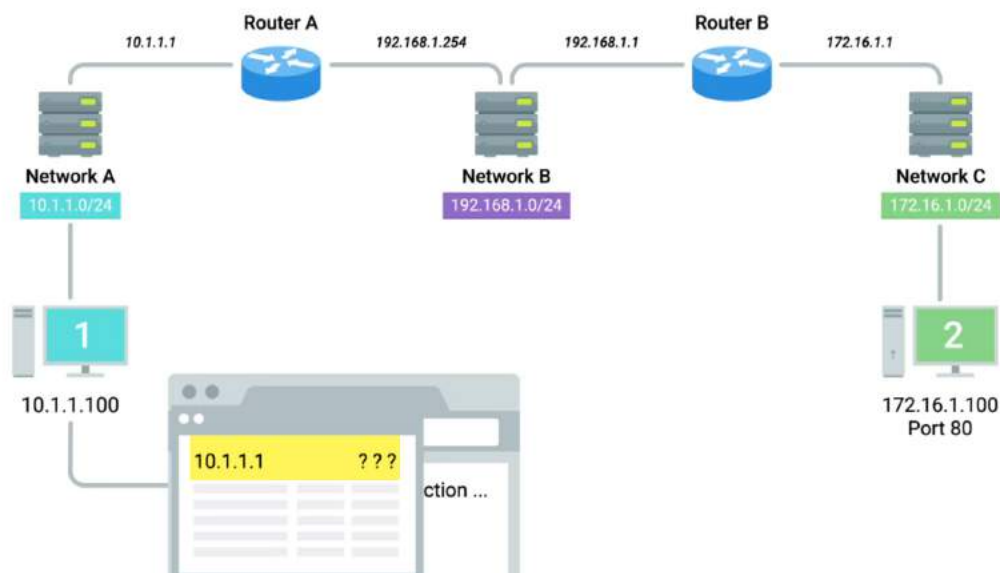 Router A
Router B
10.1.1.1
192.168.1.254
192.168.1.1
172.16.1.1
Network A
Network B
Network C
10.1.1.0/24
192.168.1.0/24
172.16.1.0/24
1
2
10.1.1.100
172.16.1.100
Port 80
10.1.1.1 ???
ction ...